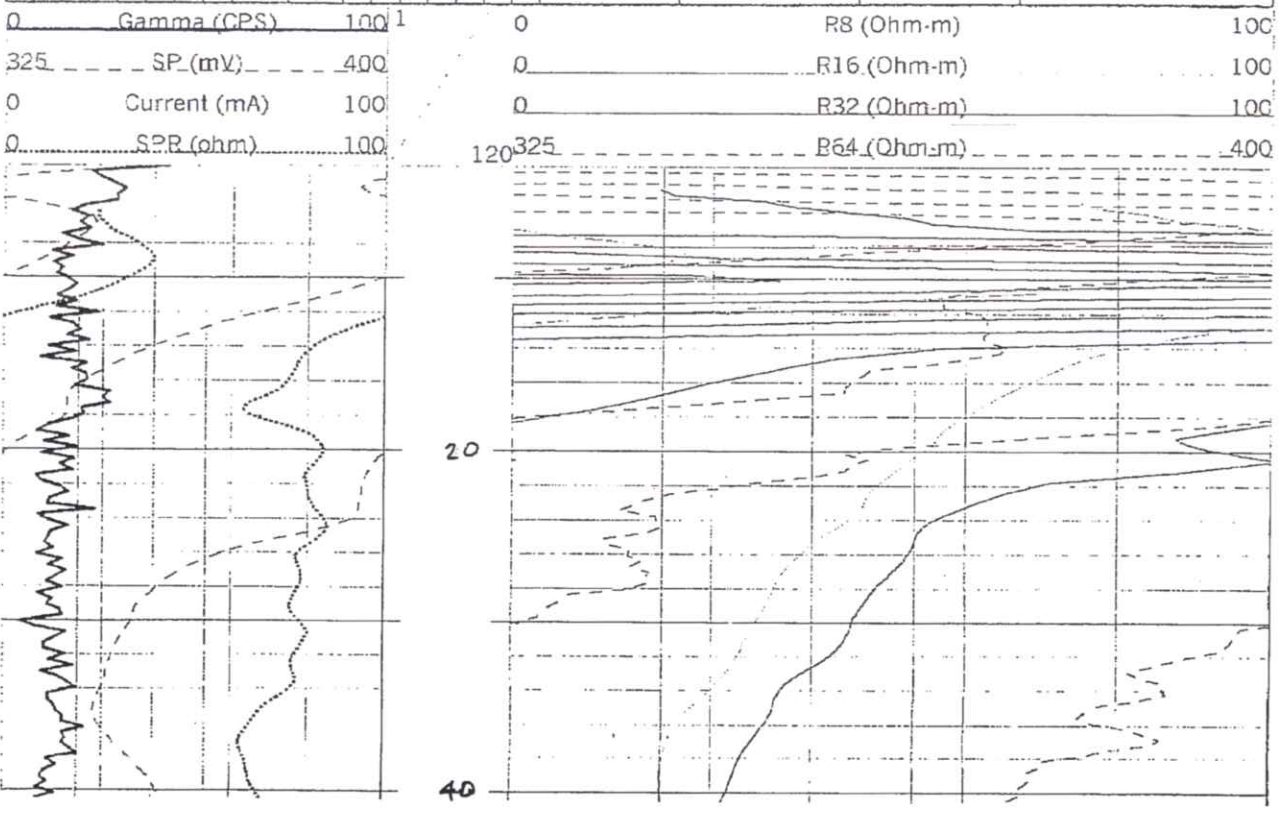 0 Gamma (CPS) 100 1
325 SP (mV) 400
0 Current (mA) 100
0 SPR (ohm) 100
0 R8 (Ohm-m) 100
0 R16 (Ohm-m) 100
0 R32 (Ohm-m) 100
325 R64 (Ohm-m) 400
120
20
40